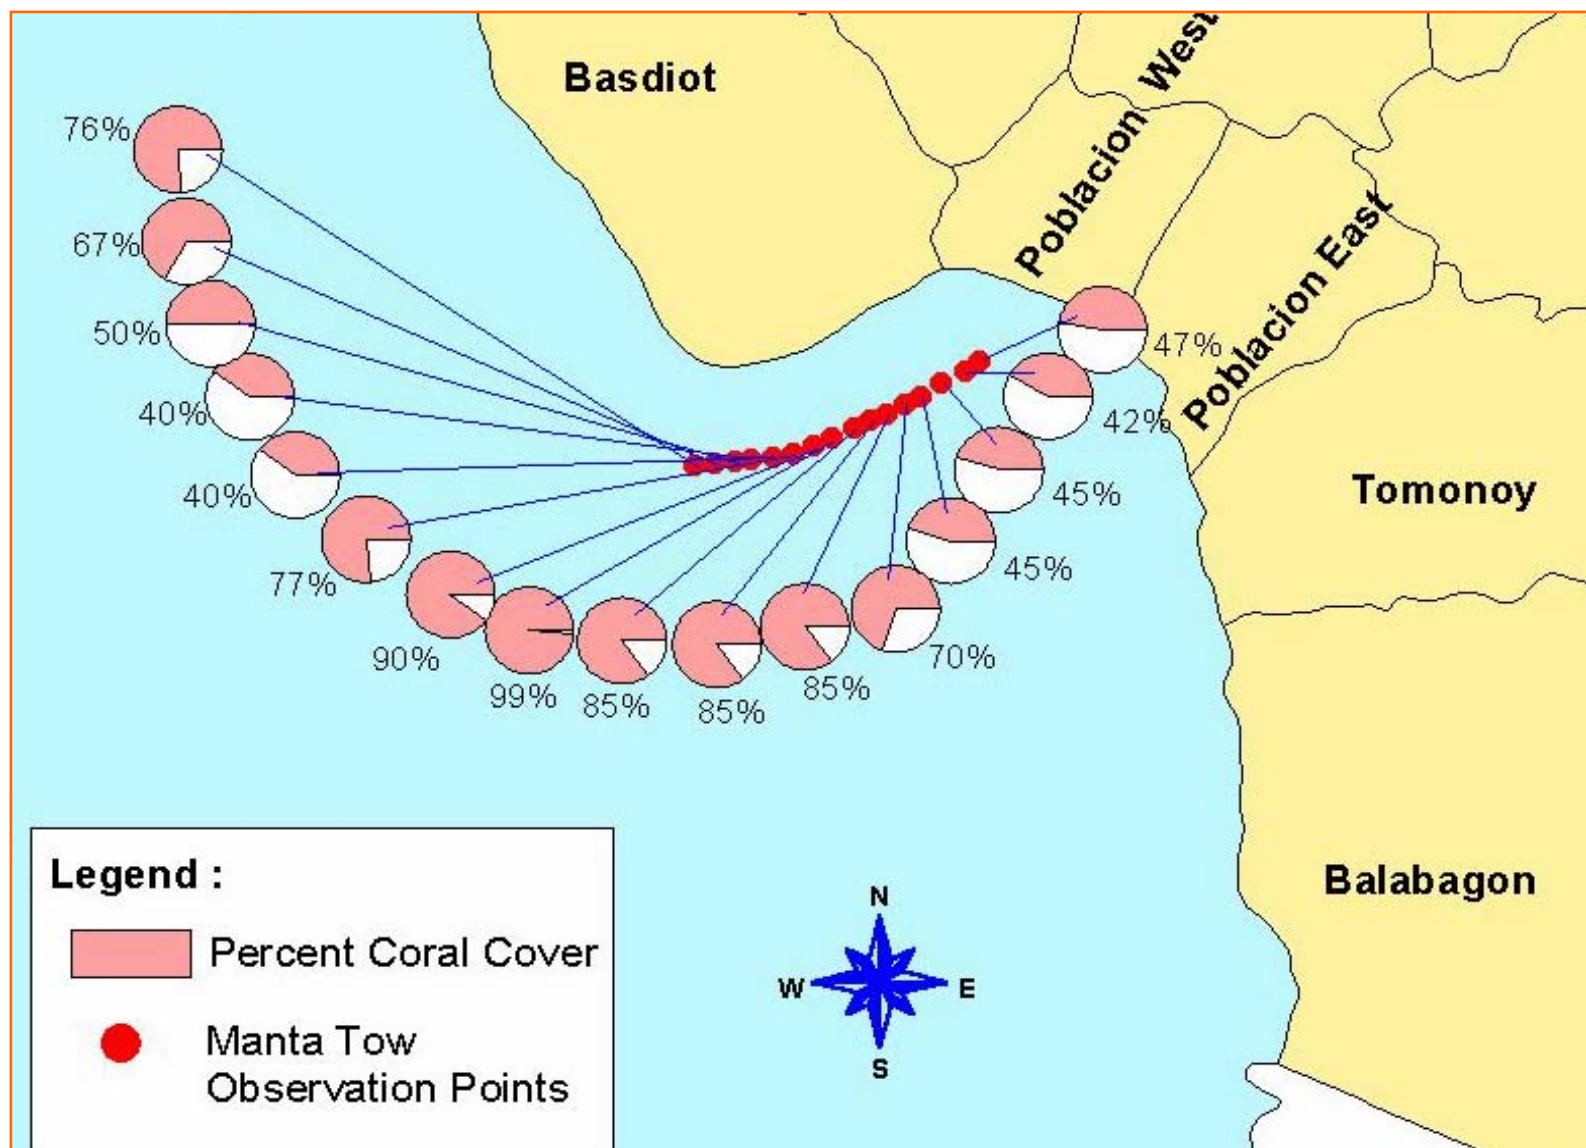 Basdiot
Poblacion West
Poblacion East
Tomonoy
Balabagon
76%
67%
50%
40%
40%
77%
90%
99%
85%
85%
85%
70%
45%
45%
42%
47%
Legend :
Percent Coral Cover
Manta Tow
Observation Points
N
W
E
S